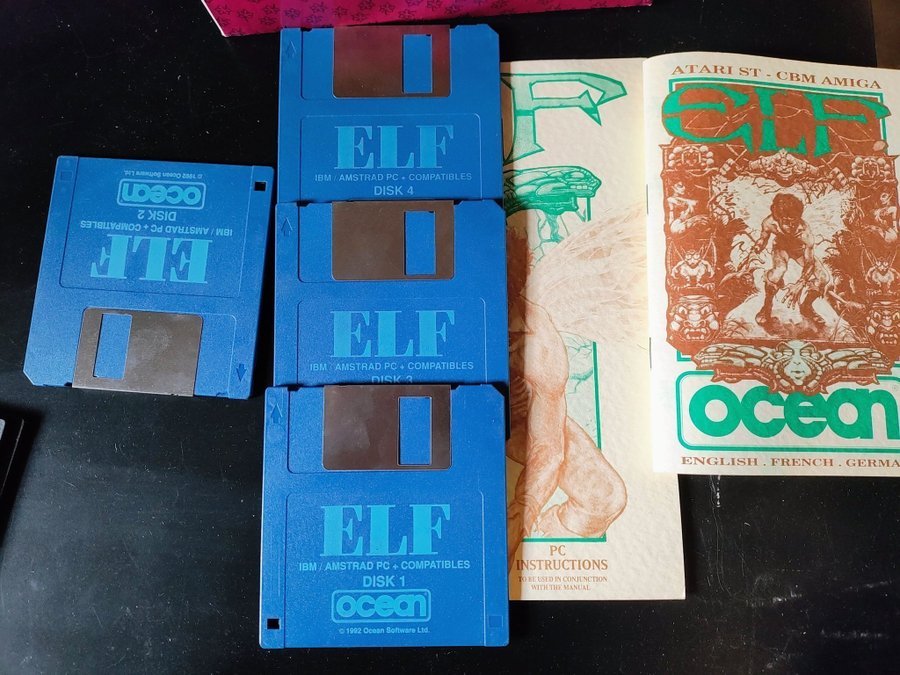 ELF
IBM / AMSTRAD PC + COMPATIBLES
DISK 4
ELF
IBM / AMSTRAD PC + COMPATIBLES
DISK 3
ELF
IBM / AMSTRAD PC + COMPATIBLES
DISK 1
ocean
© 1992 Ocean Software Ltd.
ELF
IBM / AMSTRAD PC + COMPATIBLES
DISK 2
ocean
© 1992 Ocean Software Ltd.
F
PC
INSTRUCTIONS
TO BE USED IN CONJUNCTION
WITH THE MANUAL
ATARI ST - CBM AMIGA
ELF
ocean
ENGLISH . FRENCH . GERMA